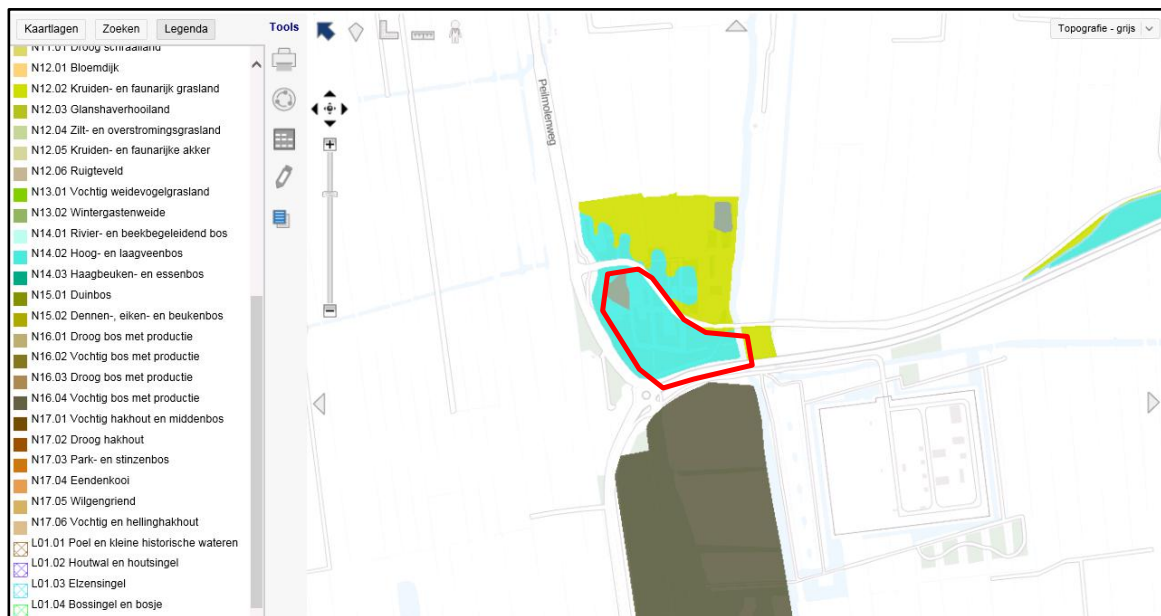 Kaartlagen Zoeken Legenda Tools
Topografie - grijs
N11.01 Droog schraalland
N12.01 Bloemdijk
N12.02 Kruiden- en faunarijk grasland
N12.03 Glanshaverhooiland
N12.04 Zilt- en overstromingsgrasland
N12.05 Kruiden- en faunarijke akker
N12.06 Ruigteveld
N13.01 Vochtig weidevogelgrasland
N13.02 Wintergastenweide
N14.01 Rivier- en beekbegeleidend bos
N14.02 Hoog- en laagveenbos
N14.03 Haagbeuken- en essenbos
N15.01 Duinbos
N15.02 Dennen-, eiken- en beukenbos
N16.01 Droog bos met productie
N16.02 Vochtig bos met productie
N16.03 Droog bos met productie
N16.04 Vochtig bos met productie
N17.01 Vochtig hakhout en middenbos
N17.02 Droog hakhout
N17.03 Park- en stinzenbos
N17.04 Eendenkooi
N17.05 Wilgengriend
N17.06 Vochtig en hellinghakhout
L01.01 Poel en kleine historische wateren
L01.02 Houtwal en houtsingel
L01.03 Elzensingel
L01.04 Bossingel en bosje
Peilmolenweg